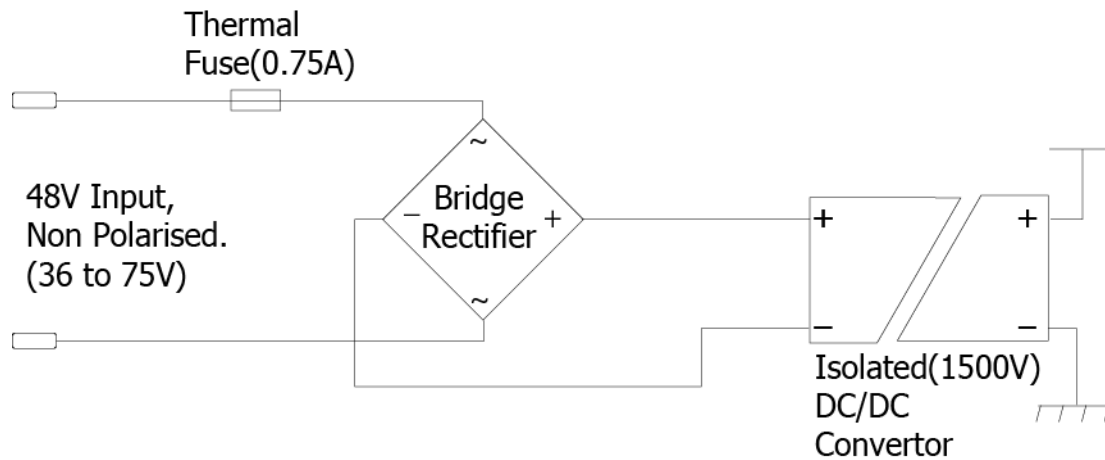 Thermal
Fuse(0.75A)
~
48V Input,
Non Polarised.
(36 to 75V)
− Bridge +
Rectifier
~
+ +
− −
Isolated(1500V)
DC/DC
Convertor